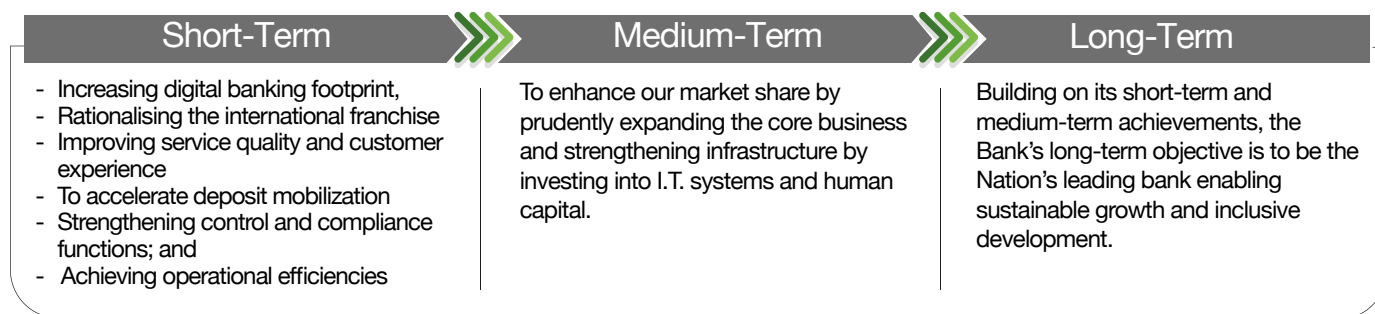 Short-Term
- Increasing digital banking footprint,
- Rationalising the international franchise
- Improving service quality and customer
experience
- To accelerate deposit mobilization
- Strengthening control and compliance
functions; and
- Achieving operational efficiencies
Medium-Term
To enhance our market share by
prudently expanding the core business
and strengthening infrastructure by
investing into I.T. systems and human
capital.
Long-Term
Building on its short-term and
medium-term achievements, the
Bank’s long-term objective is to be the
Nation’s leading bank enabling
sustainable growth and inclusive
development.